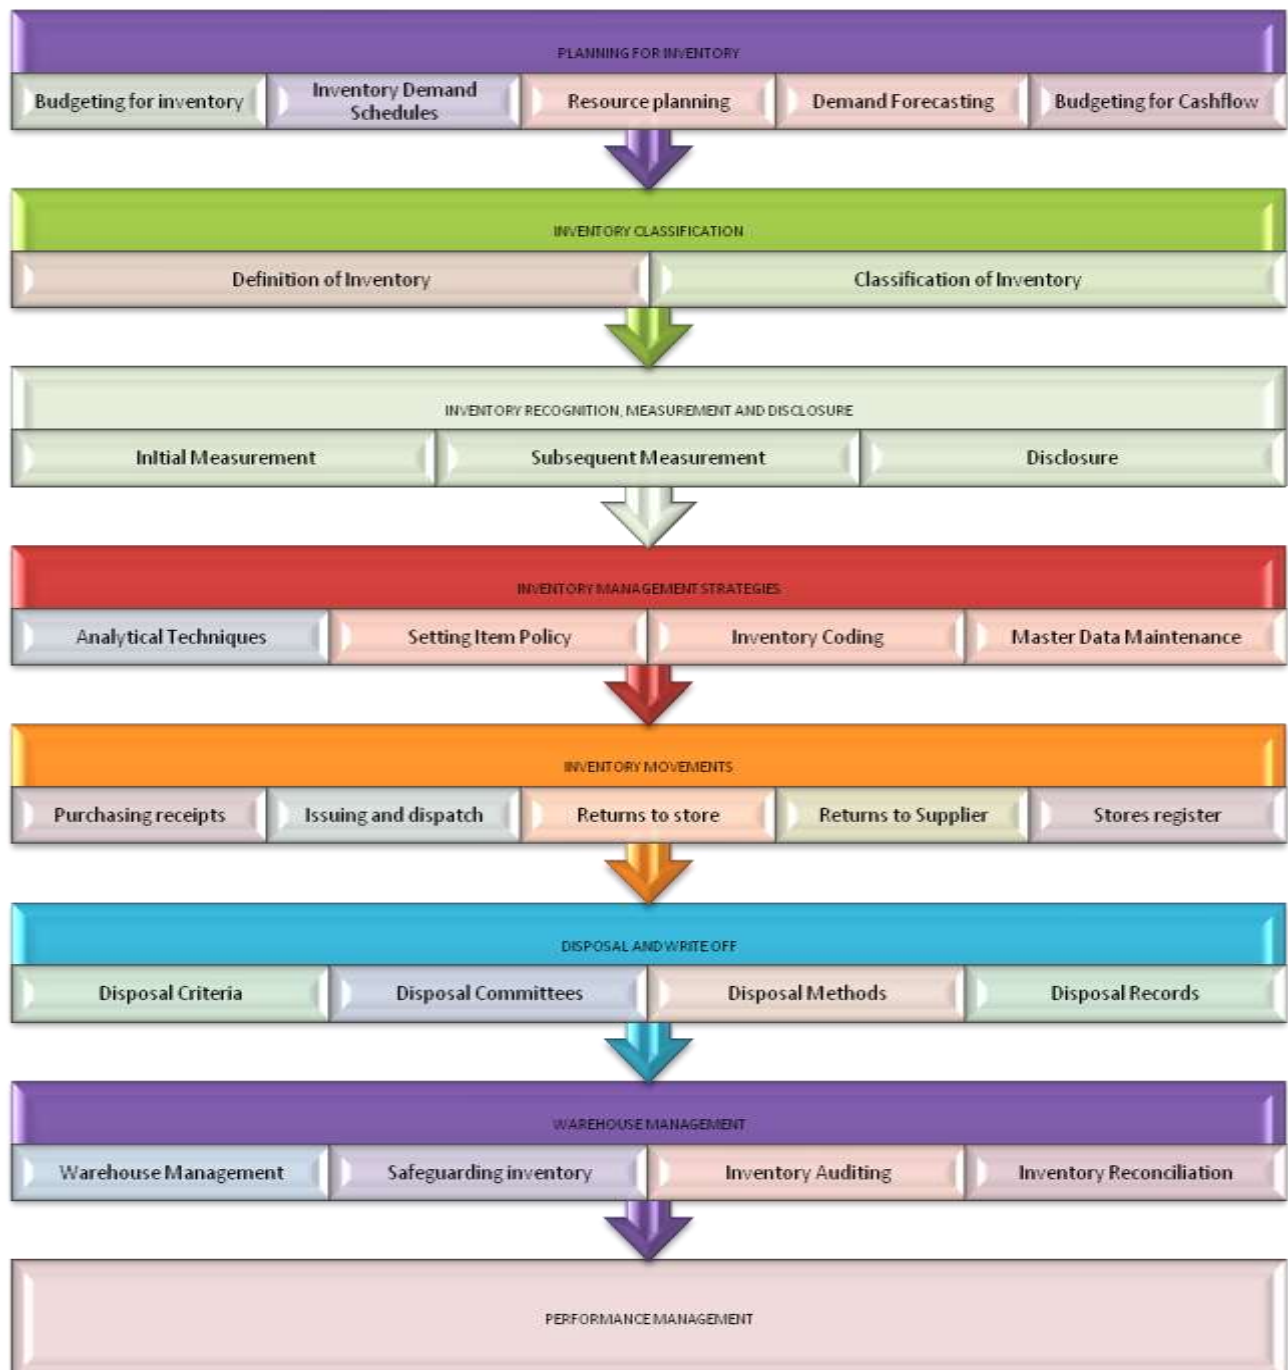 PLANNING FOR INVENTORY
Budgeting for inventory
Inventory Demand
Schedules
Resource planning
Demand Forecasting
Budgeting for Cashflow
INVENTORY CLASSIFICATION
Definition of Inventory
Classification of Inventory
INVENTORY RECOGNITION, MEASUREMENT AND DISCLOSURE
Initial Measurement
Subsequent Measurement
Disclosure
INVENTORY MANAGEMENT STRATEGIES
Analytical Techniques
Setting Item Policy
Inventory Coding
Master Data Maintenance
INVENTORY MOVEMENTS
Purchasing receipts
Issuing and dispatch
Returns to store
Returns to Supplier
Stores register
DISPOSAL AND WRITE OFF
Disposal Criteria
Disposal Committees
Disposal Methods
Disposal Records
WAREHOUSE MANAGEMENT
Warehouse Management
Safeguarding inventory
Inventory Auditing
Inventory Reconciliation
PERFORMANCE MANAGEMENT